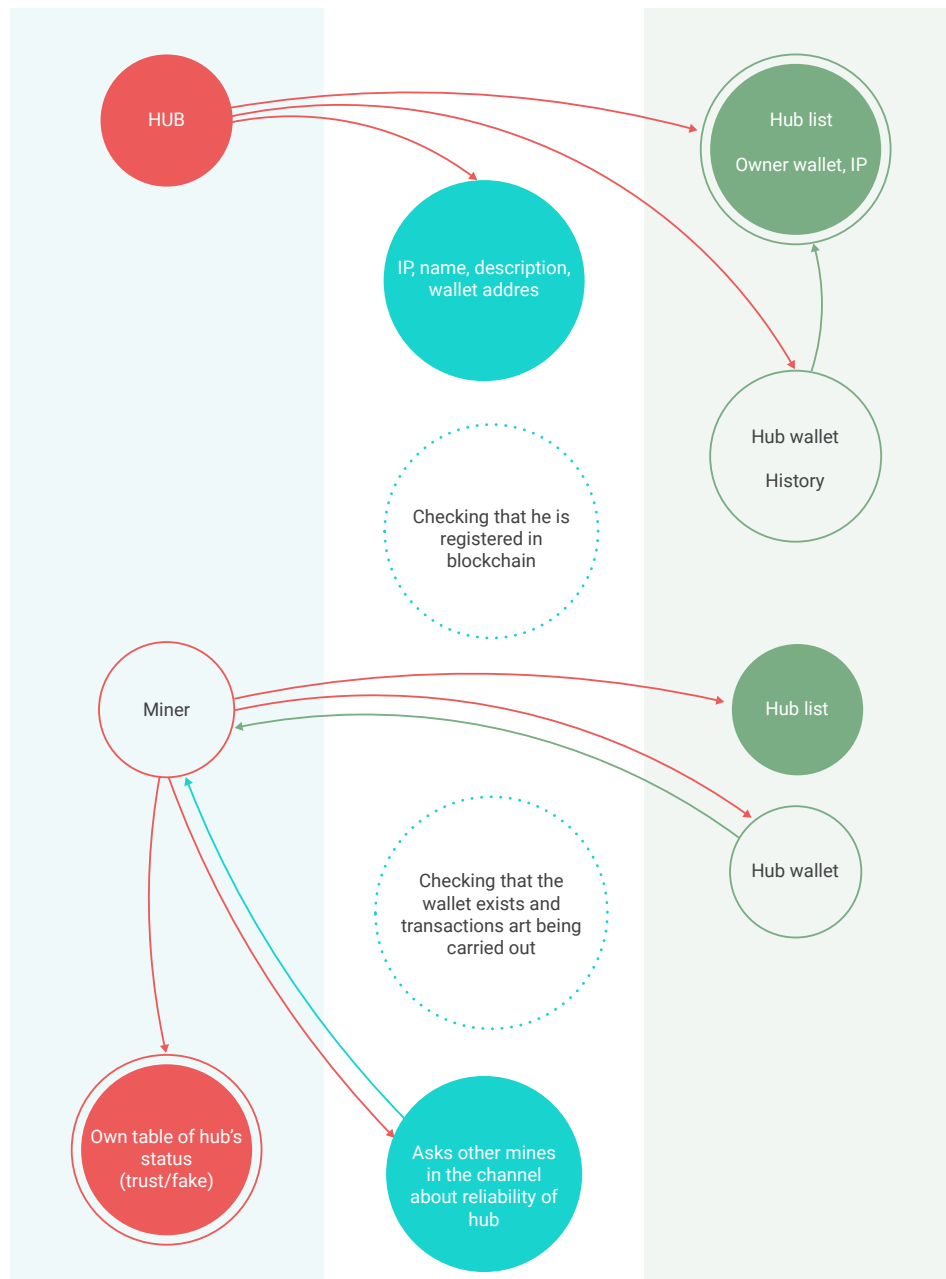 HUB
Hub list
Owner wallet, IP
IP, name, description,
wallet addres
Hub wallet
History
Checking that he is
registered in
blockchain
Miner
Hub list
Hub wallet
Checking that the
wallet exists and
transactions art being
carried out
Own table of hub's
status
(trust/fake)
Asks other mines
in the channel
about reliability of
hub